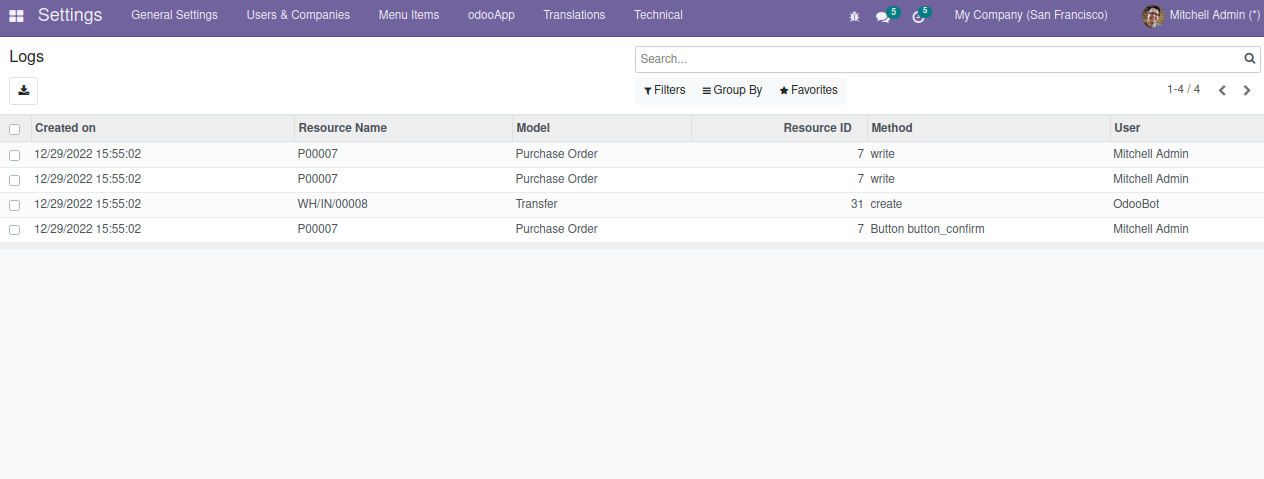 Settings General Settings Users & Companies Menu Items odooApp Translations Technical 5 5 My Company (San Francisco) Mitchell Admin (*)
Logs Search...
Filters Group By Favorites 1-4 / 4
Created on Resource Name Model Resource ID Method User
12/29/2022 15:55:02 P00007 Purchase Order 7 write Mitchell Admin
12/29/2022 15:55:02 P00007 Purchase Order 7 write Mitchell Admin
12/29/2022 15:55:02 WH/IN/00008 Transfer 31 create OdooBot
12/29/2022 15:55:02 P00007 Purchase Order 7 Button button_confirm Mitchell Admin